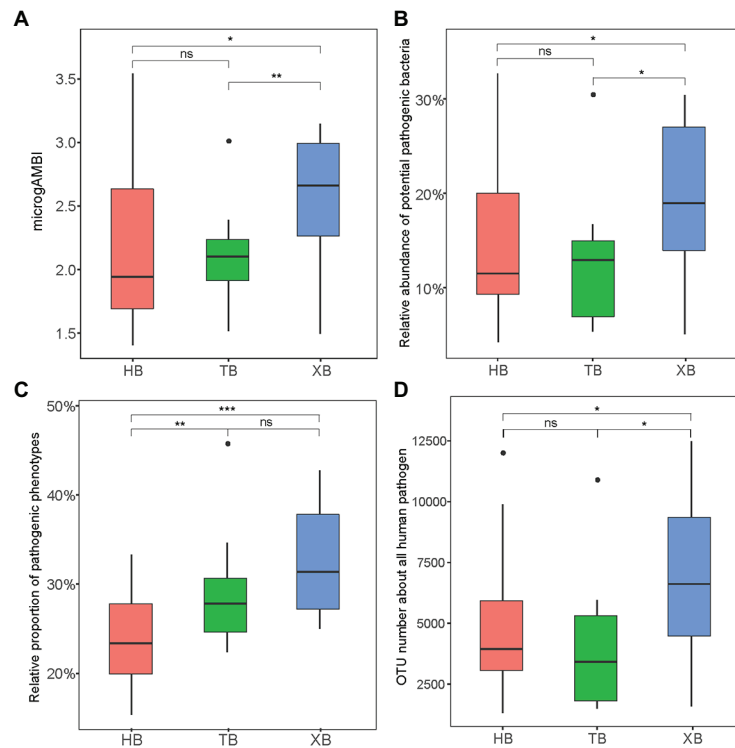 A
microgAMBI
3.5
3.0
2.5
2.0
1.5
*
ns
**
HB TB XB
B
Relative abundance of potential pathogenic bacteria
30%
20%
10%
*
ns
*
HB TB XB
C
Relative proportion of pathogenic phenotypes
50%
40%
30%
20%
***
**
ns
HB TB XB
D
OTU number about all human pathogen
12500
10000
7500
5000
2500
*
ns
*
HB TB XB